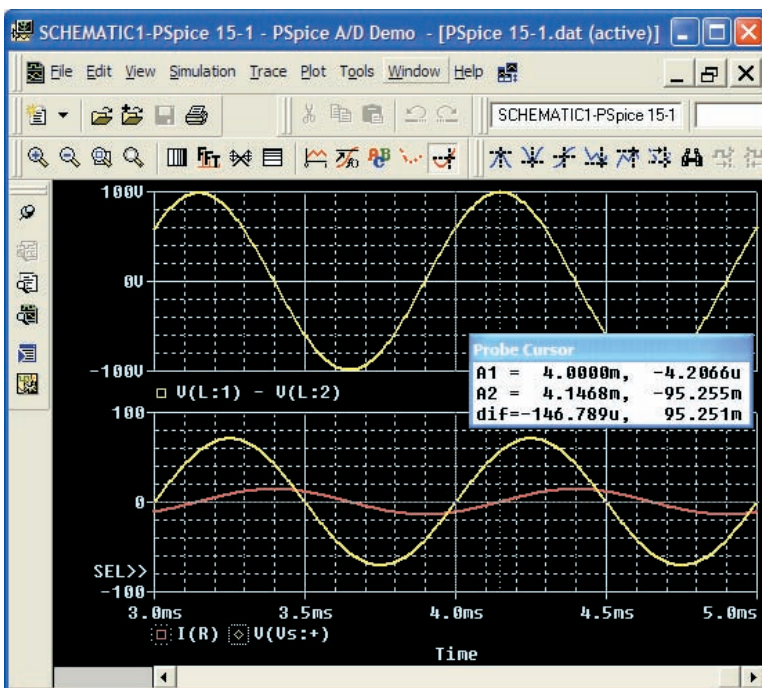 SCHEMATIC1-PSpice 15-1 - PSpice A/D Demo - [PSpice 15-1.dat (active)]
File Edit View Simulation Trace Plot Tools Window Help
SCHEMATIC1-PSpice 15-1
FFT
ABC
100V
0V
-100V
V(L:1) - V(L:2)
Probe Cursor
A1 = 4.0000m, -4.2066u
A2 = 4.1468m, -95.255m
dif=-146.789u, 95.251m
100
0
SEL>>
-100
3.0ms 3.5ms 4.0ms 4.5ms 5.0ms
I(R) V(Vs:+)
Time